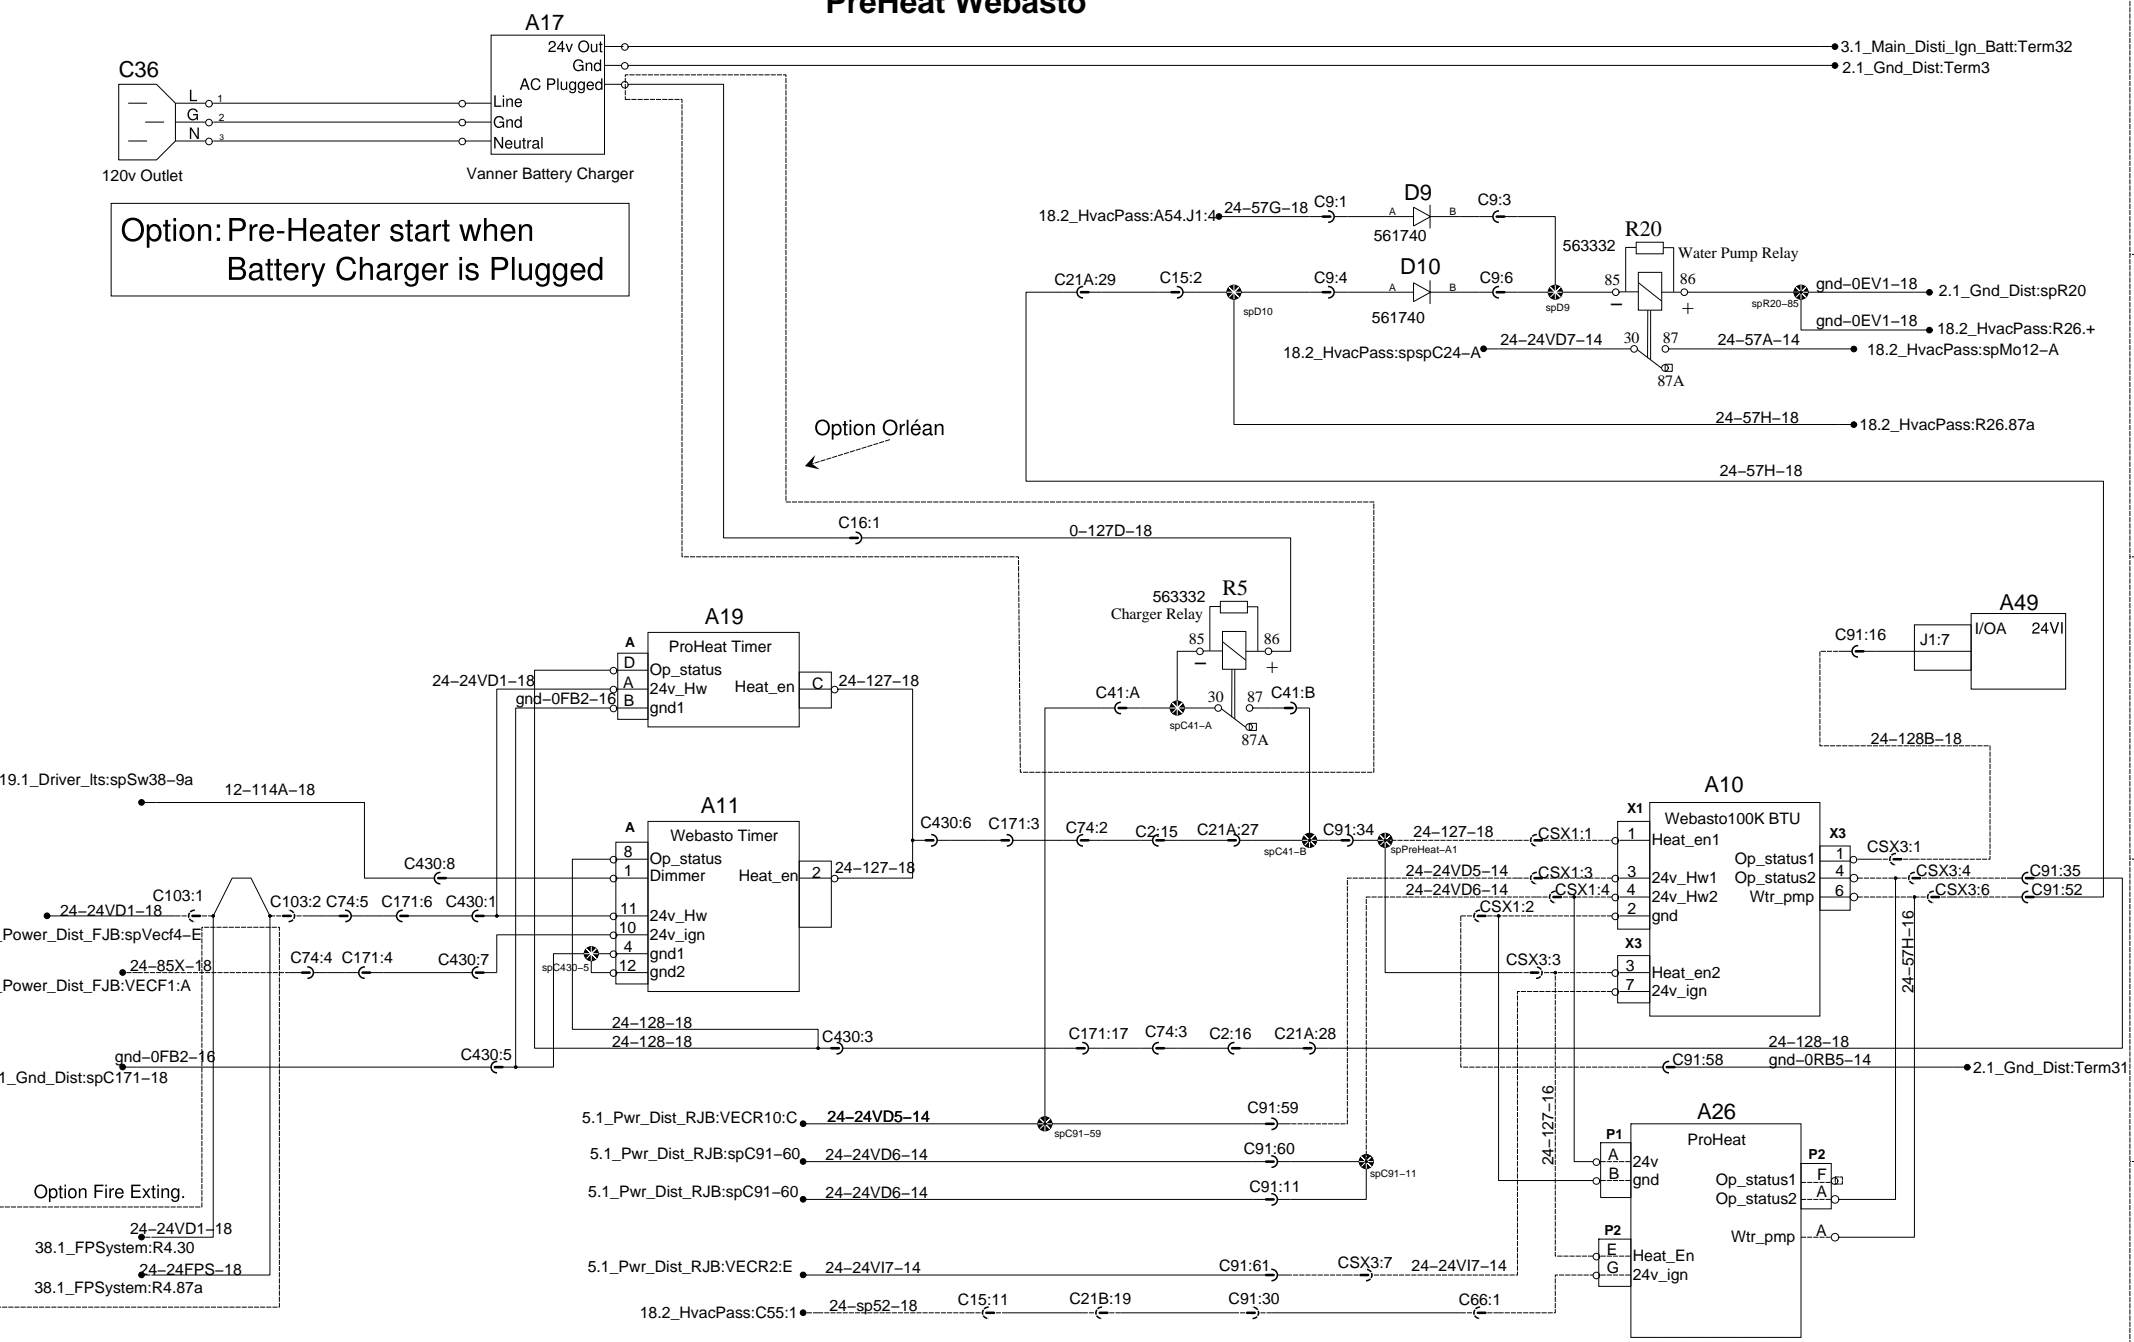 PreHeat Webasto
A17
24v Out
Gnd
AC Plugged
Line
Gnd
Neutral
Vanner Battery Charger
3.1_Main_Disti_Ign_Batt:Term32
2.1_Gnd_Dist:Term3
C36
L 1
G 2
N 3
120v Outlet
Option: Pre-Heater start when
Battery Charger is Plugged
18.2_HvacPass:A54.J1:4 24−57G−18 C9:1 A D9 B C9:3
561740
563332 R20 Water Pump Relay
C21A:29 C15:2 spD10 C9:4 A D10 B C9:6 spD9 85 86 spR20−85 gnd−0EV1−18 2.1_Gnd_Dist:spR20
561740
− +
gnd−0EV1−18 18.2_HvacPass:R26.+
18.2_HvacPass:spspC24−A 24−24VD7−14 30 87 24−57A−14 18.2_HvacPass:spMo12−A
87A
24−57H−18 18.2_HvacPass:R26.87a
24−57H−18
Option Orléan
C16:1 0−127D−18
563332 R5
Charger Relay
85 86
− +
C41:A spC41−A 30 87 C41:B
87A
A19
ProHeat Timer
A
D Op_status
A 24v_Hw
B gnd1
Heat_en C 24−127−18
24−24VD1−18
gnd−0FB2−16
A49
I/OA 24VI
J1:7
C91:16
24−128B−18
19.1_Driver_lts:spSw38−9a
12−114A−18
A11
Webasto Timer
A
8 Op_status
1 Dimmer
Heat_en 2 24−127−18
11 24v_Hw
10 24v_ign
4 gnd1
12 gnd2
spC430−5
C430:8
C430:6 C171:3 C74:2 C2:15 C21A:27 spC41−B C91:34 spPreHeat−A1 24−127−18 CSX1:1
24−24VD5−14 CSX1:3
24−24VD6−14 CSX1:4
CSX1:2
A10
Webasto100K BTU
X1
1 Heat_en1
3 24v_Hw1
4 24v_Hw2
2 gnd
X3
3 Heat_en2
7 24v_ign
X3
Op_status1 1 CSX3:1
Op_status2 4 CSX3:4 C91:35
Wtr_pmp 6 CSX3:6 C91:52
24−57H−16
CSX3:3
24−24VD1−18 C103:1 C103:2 C74:5 C171:6 C430:1
_Power_Dist_FJB:spVecf4−E
24−85X−18 C74:4 C171:4 C430:7
_Power_Dist_FJB:VECF1:A
24−128−18
24−128−18 C430:3 C171:17 C74:3 C2:16 C21A:28 24−128−18
gnd−0FB2−16 C430:5
1_Gnd_Dist:spC171−18
C91:58 gnd−0RB5−14 2.1_Gnd_Dist:Term31
5.1_Pwr_Dist_RJB:VECR10:C 24−24VD5−14 spC91−59 C91:59
5.1_Pwr_Dist_RJB:spC91−60 24−24VD6−14 C91:60 spC91−11
5.1_Pwr_Dist_RJB:spC91−60 24−24VD6−14 C91:11
24−127−16
A26
ProHeat
P1
A 24v
B gnd
P2
Op_status1 F
Op_status2 A
Wtr_pmp A
P2
E Heat_En
G 24v_ign
5.1_Pwr_Dist_RJB:VECR2:E 24−24VI7−14 C91:61 CSX3:7 24−24VI7−14
18.2_HvacPass:C55:1 24−sp52−18 C15:11 C21B:19 C91:30 C66:1
Option Fire Exting.
24−24VD1−18
38.1_FPSystem:R4.30
24−24FPS−18
38.1_FPSystem:R4.87a